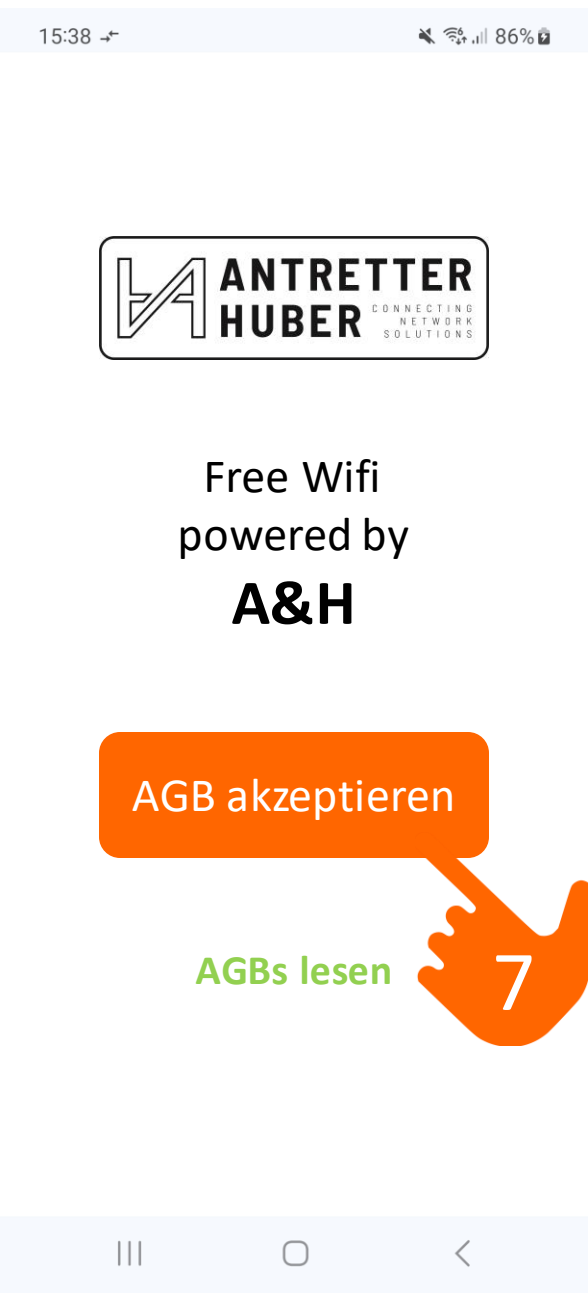 15:38
86%
ANTRETTER
HUBER
CONNECTING
NETWORK
SOLUTIONS
Free Wifi
powered by
A&H
AGB akzeptieren
AGBs lesen
7